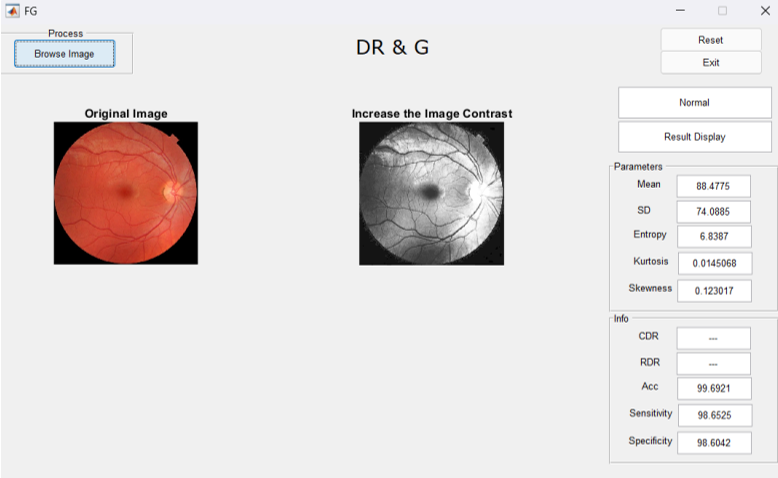 FG
Process
Browse Image
DR & G
Reset
Exit
Original Image
Increase the Image Contrast
Normal
Result Display
Parameters
Mean 88.4775
SD 74.0885
Entropy 6.8387
Kurtosis 0.0145068
Skewness 0.123017
Info
CDR ---
RDR ---
Acc 99.6921
Sensitivity 98.6525
Specificity 98.6042